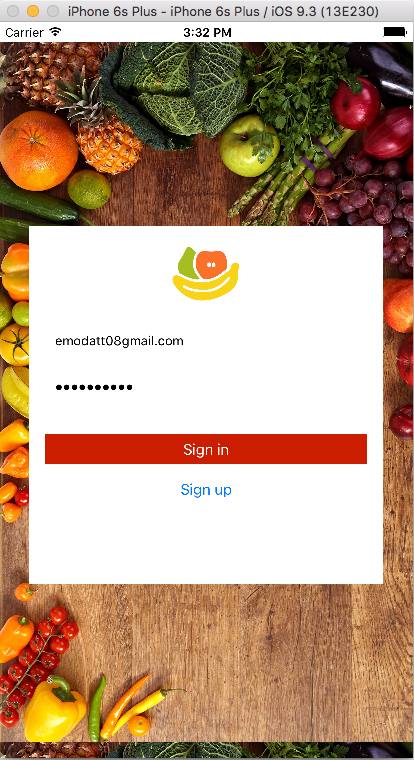 iPhone 6s Plus - iPhone 6s Plus / iOS 9.3 (13E230)
Carrier 3:32 PM
emodatt08gmail.com
••••••••••
Sign in
Sign up